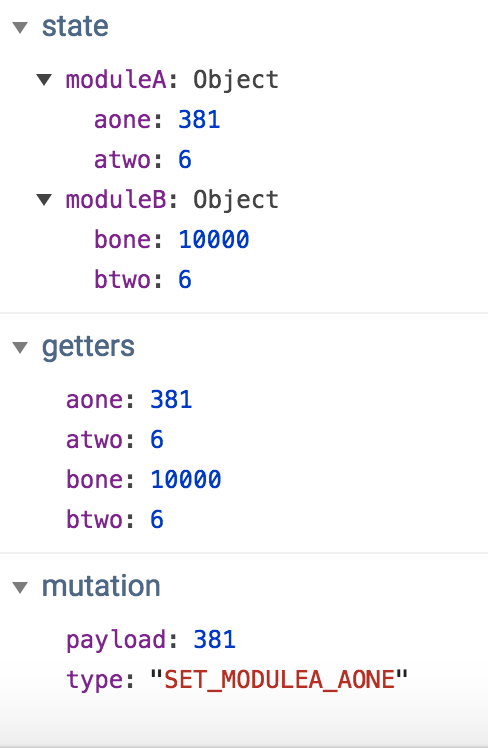 state
moduleA: Object
aone: 381
atwo: 6
moduleB: Object
bone: 10000
btwo: 6
getters
aone: 381
atwo: 6
bone: 10000
btwo: 6
mutation
payload: 381
type: "SET_MODULEA_AONE"